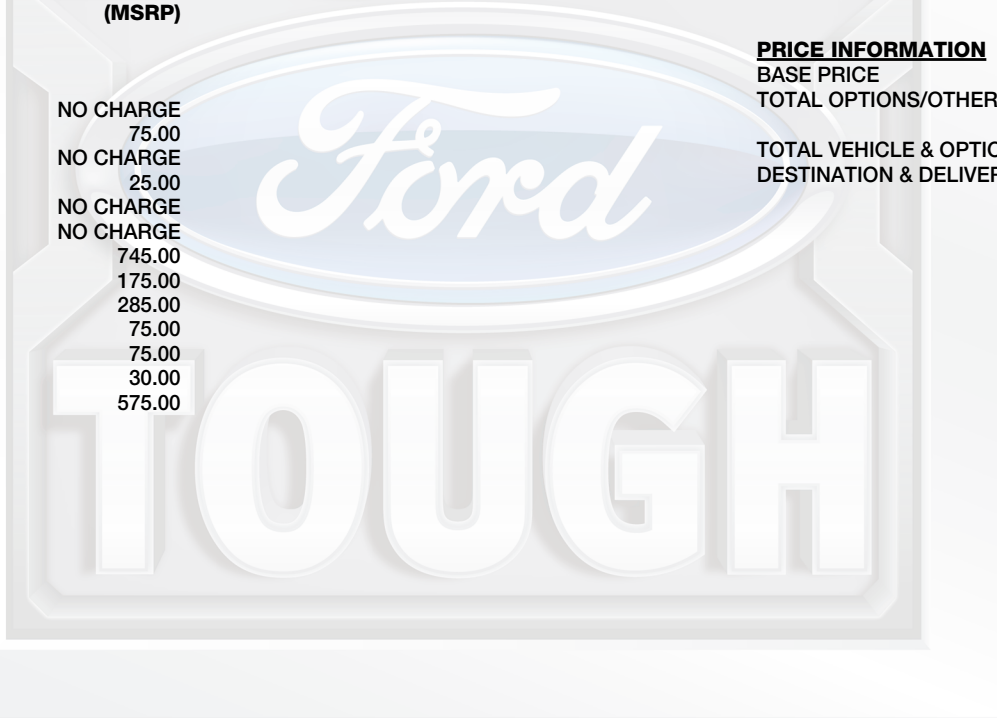 (MSRP)
NO CHARGE
75.00
NO CHARGE
25.00
NO CHARGE
NO CHARGE
745.00
175.00
285.00
75.00
75.00
30.00
575.00
PRICE INFORMATION
BASE PRICE
TOTAL OPTIONS/OTHER
TOTAL VEHICLE & OPTIO
DESTINATION & DELIVER
Ford
TOUGH